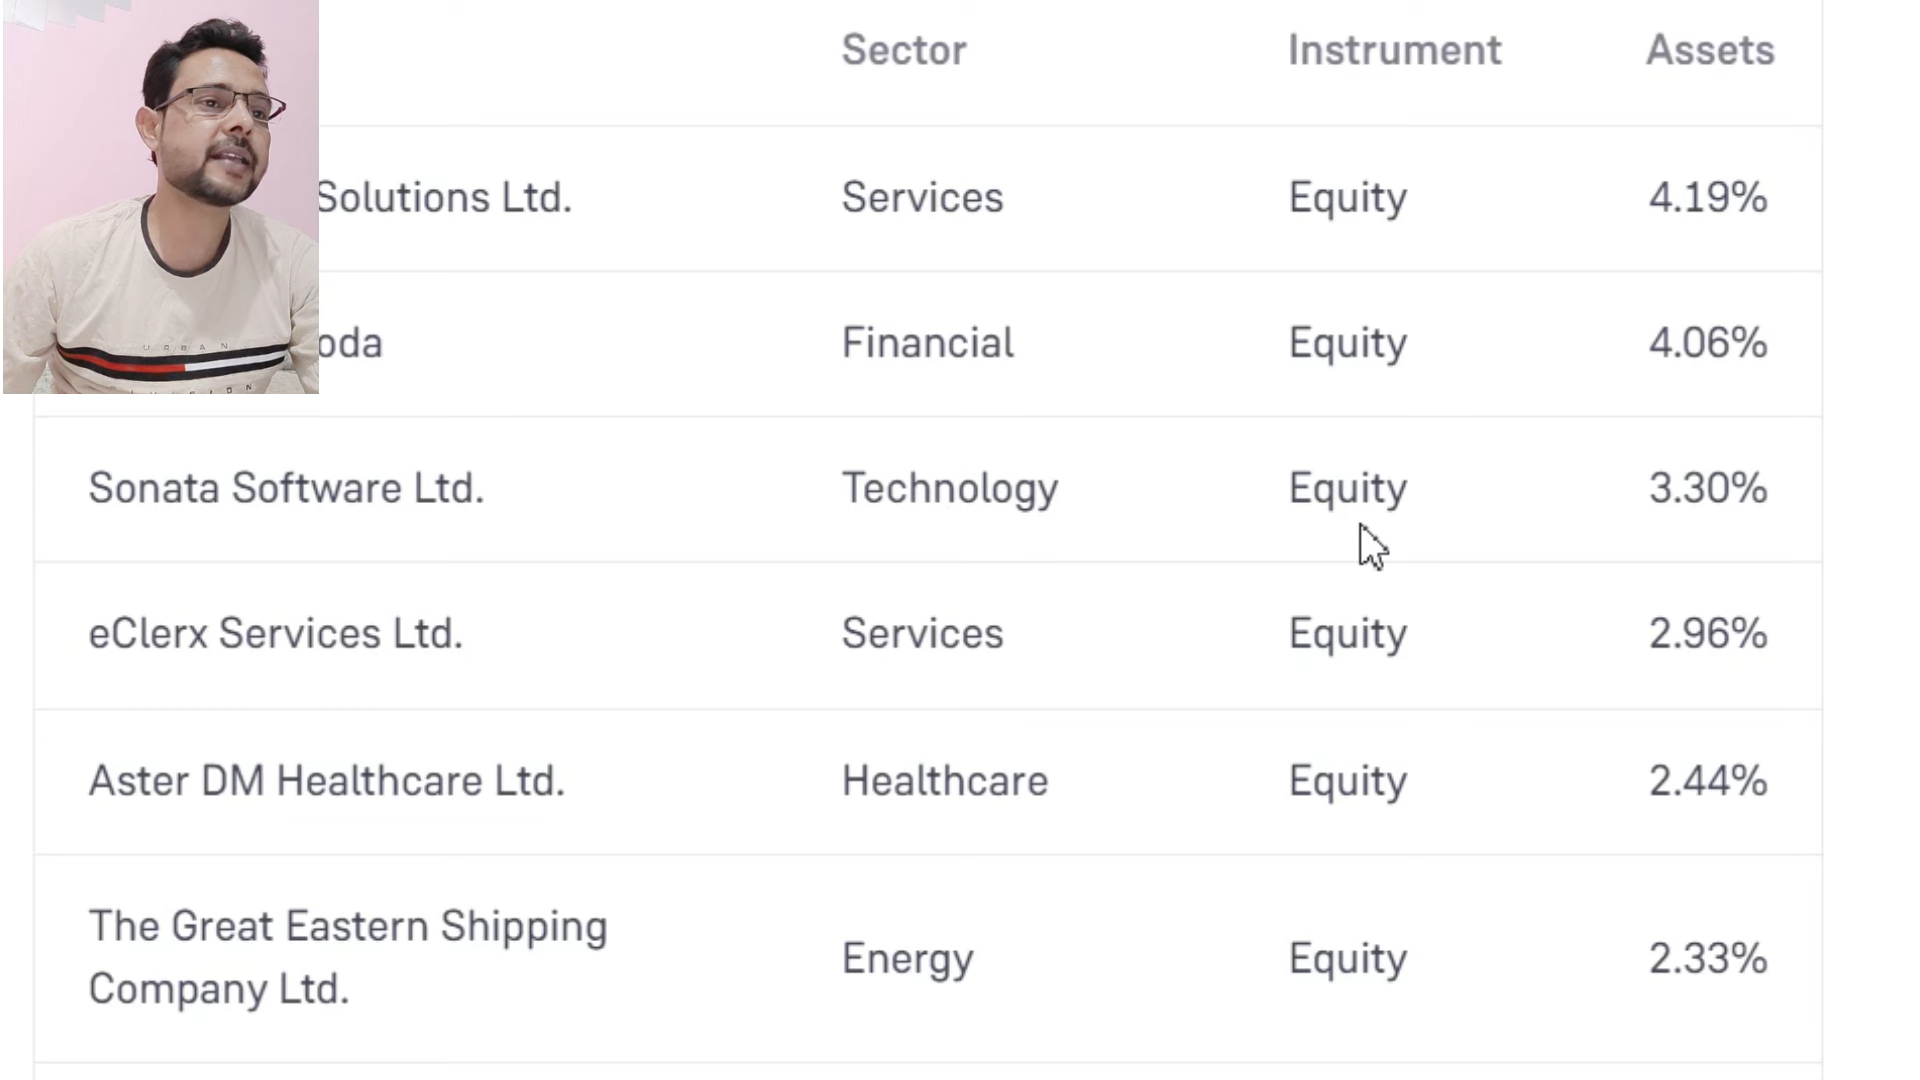 Sector Instrument Assets
Solutions Ltd. Services Equity 4.19%
oda Financial Equity 4.06%
URBAN
Sonata Software Ltd. Technology Equity 3.30%
eClerx Services Ltd. Services Equity 2.96%
Aster DM Healthcare Ltd. Healthcare Equity 2.44%
The Great Eastern Shipping
Company Ltd. Energy Equity 2.33%